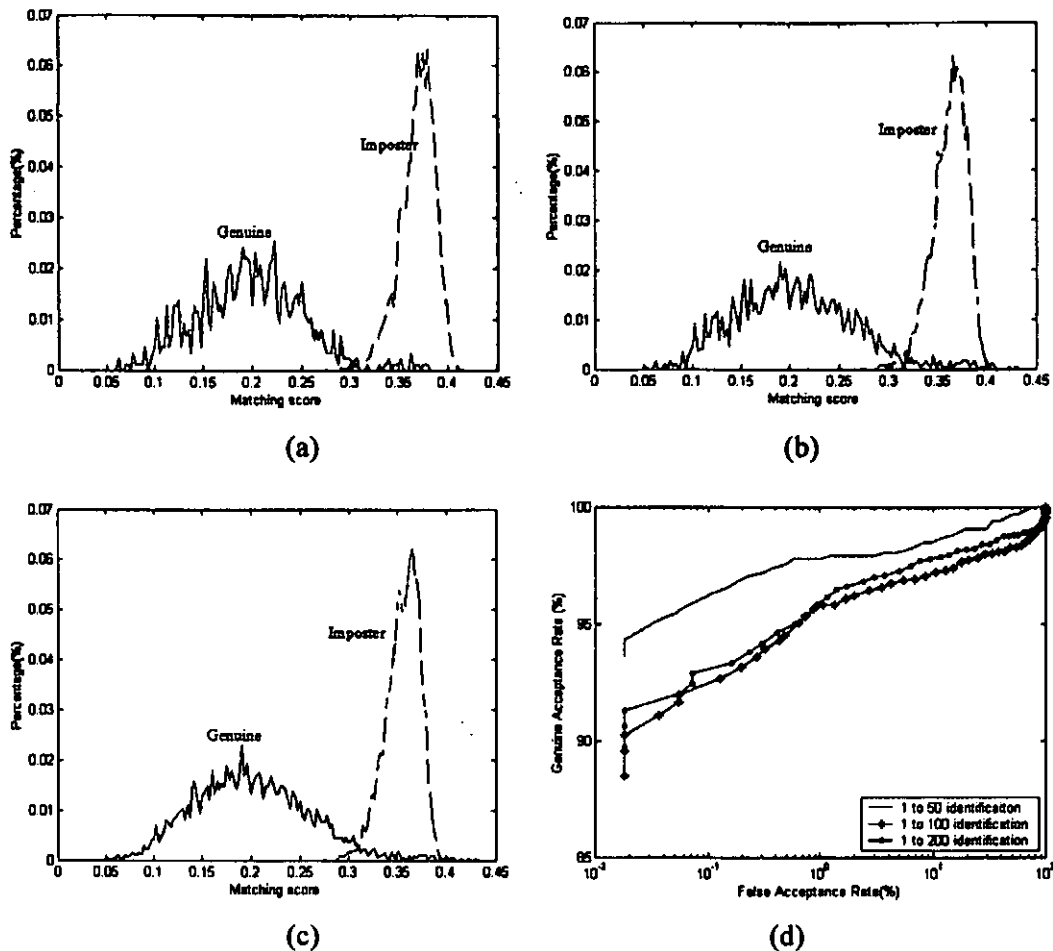 0.07
0.06
0.05
0.04
0.03
0.02
0.01
0
Percentage(%)
Imposter
Genuine
0 0.05 0.1 0.15 0.2 0.25 0.3 0.35 0.4 0.45
Matching score
(a)
0.07
0.06
0.05
0.04
0.03
0.02
0.01
0
Percentage(%)
Imposter
Genuine
0 0.05 0.1 0.15 0.2 0.25 0.3 0.35 0.4 0.45
Matching score
(b)
0.07
0.06
0.05
0.04
0.03
0.02
0.01
0
Percentage(%)
Imposter
Genuine
0 0.05 0.1 0.15 0.2 0.25 0.3 0.35 0.4 0.45
Matching score
(c)
100
95
90
85
Genuine Acceptance Rate (%)
1 to 50 identification
1 to 100 identification
1 to 200 identification
False Acceptance Rate(%)
(d)